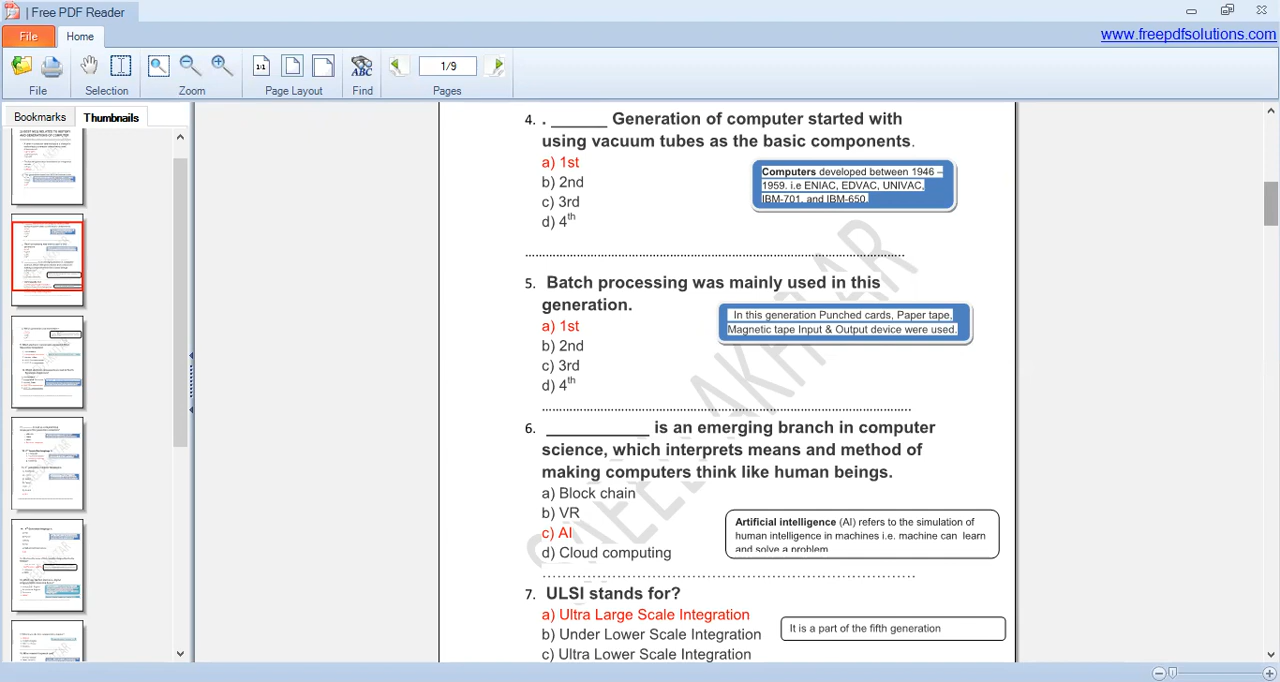 | Free PDF Reader
File
Home
www.freepdfsolutions.com
1:1
ABC
1/9
File
Selection
Zoom
Page Layout
Find
Pages
Bookmarks
Thumbnails
4. . ______ Generation of computer started with
using vacuum tubes as the basic components.
a) 1st
b) 2nd
c) 3rd
d) 4th
Computers developed between 1946 –
1959. i.e ENIAC, EDVAC, UNIVAC,
IBM-701, and IBM-650.
5. Batch processing was mainly used in this
generation.
a) 1st
b) 2nd
c) 3rd
d) 4th
In this generation Punched cards, Paper tape,
Magnetic tape Input & Output device were used.
6. ___________ is an emerging branch in computer
science, which interprets means and method of
making computers think like human beings.
a) Block chain
b) VR
c) AI
d) Cloud computing
Artificial intelligence (AI) refers to the simulation of
human intelligence in machines i.e. machine can learn
and solve a problem
7. ULSI stands for?
a) Ultra Large Scale Integration
b) Under Lower Scale Integration
c) Ultra Lower Scale Integration
It is a part of the fifth generation